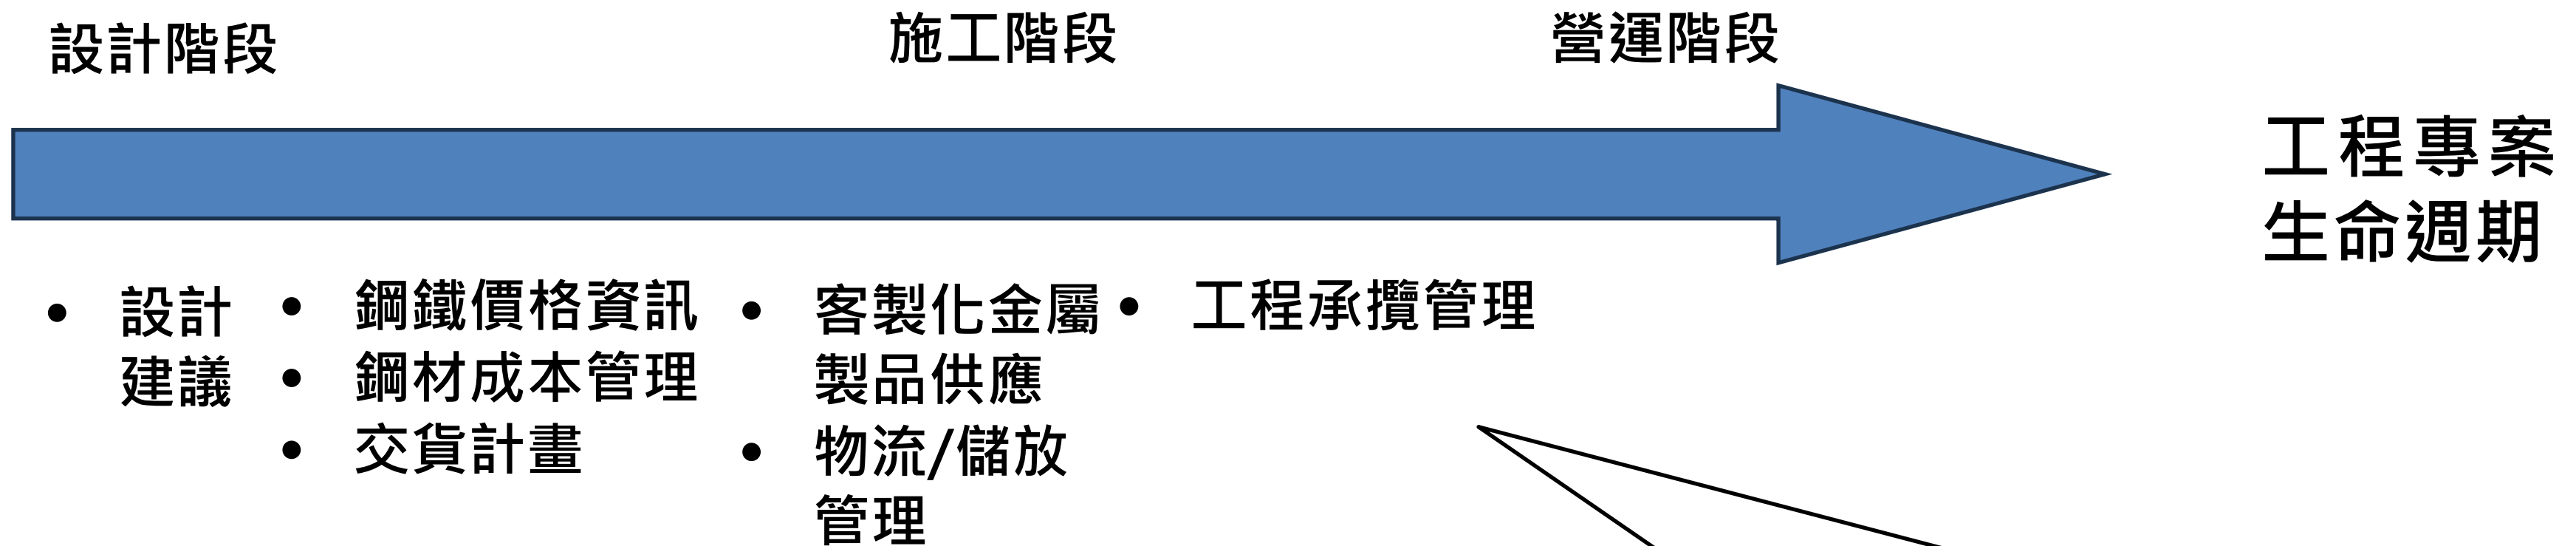 設計階段
施工階段
營運階段
工程專案
生命週期
• 設計
建議
• 鋼鐵價格資訊
• 鋼材成本管理
• 交貨計畫
• 客製化金屬
製品供應
• 物流/儲放
管理
• 工程承攬管理